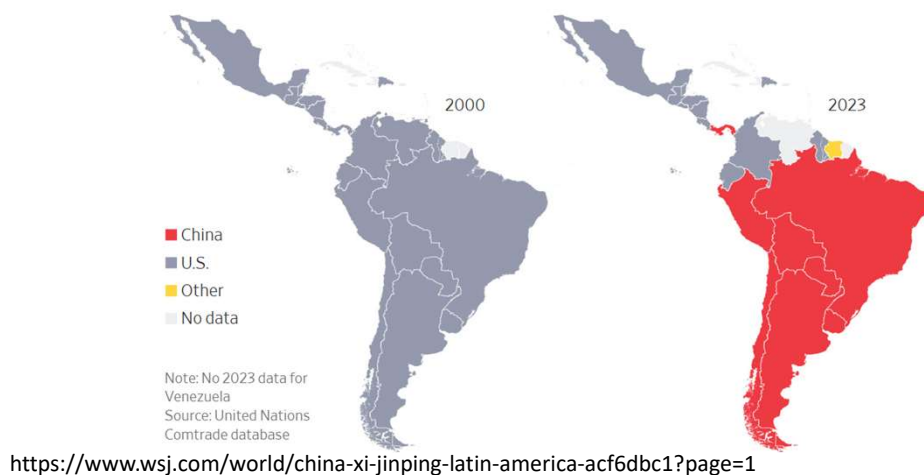 2000
2023
China
U.S.
Other
No data
Note: No 2023 data for
Venezuela
Source: United Nations
Comtrade database
https://www.wsj.com/world/china-xi-jinping-latin-america-acf6dbc1?page=1